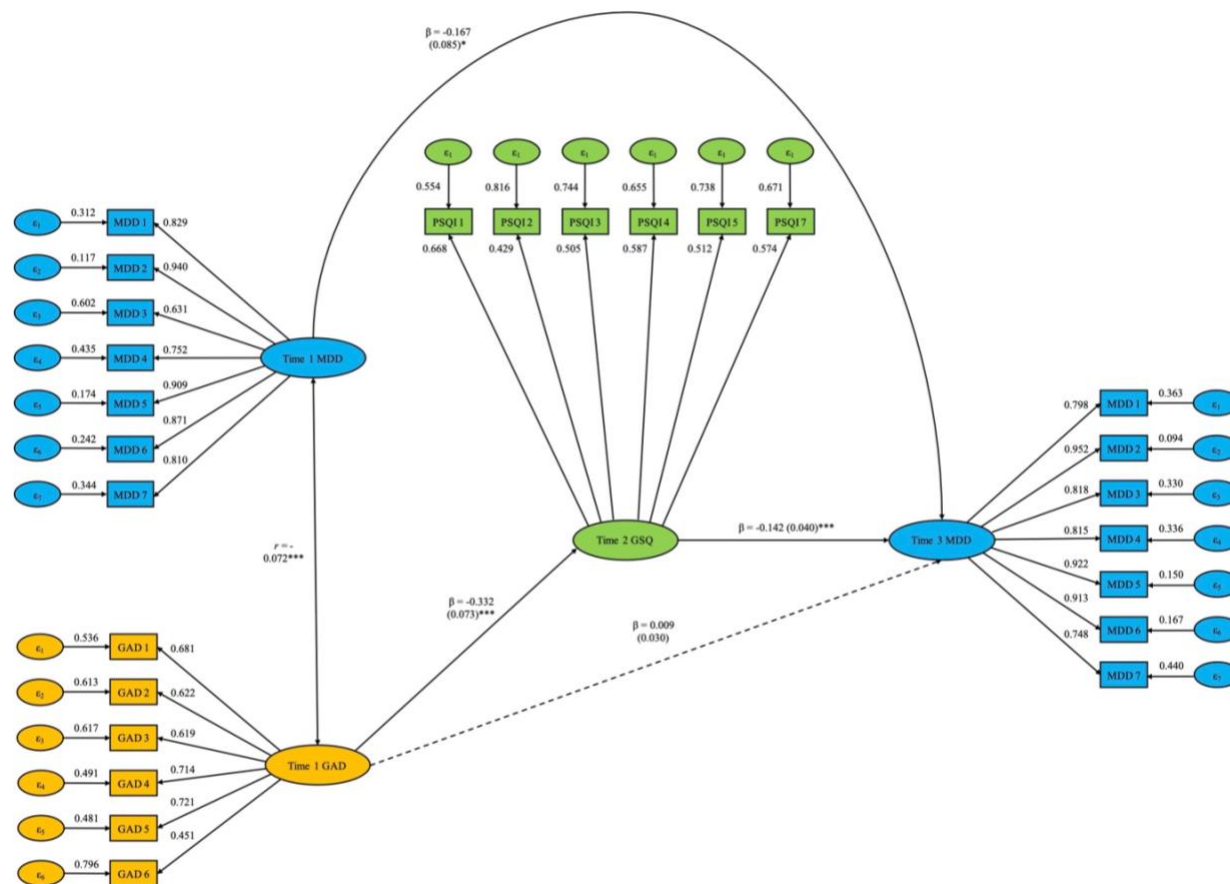 β = -0.167
(0.085)*
ε₁ ε₁ ε₁ ε₁ ε₁ ε₁
0.554 0.816 0.744 0.655 0.738 0.671
PSQI 1 PSQI 2 PSQI 3 PSQI 4 PSQI 5 PSQI 7
0.668 0.429 0.505 0.587 0.512 0.574
ε₁ 0.312 MDD 1 0.829
ε₂ 0.117 MDD 2 0.940
ε₃ 0.602 MDD 3 0.631
ε₄ 0.435 MDD 4 0.752
ε₅ 0.174 MDD 5 0.909
ε₆ 0.242 MDD 6 0.871
ε₇ 0.344 MDD 7 0.810
Time 1 MDD
r = -
0.072***
ε₁ 0.536 GAD 1 0.681
ε₂ 0.613 GAD 2 0.622
ε₃ 0.617 GAD 3 0.619
ε₄ 0.491 GAD 4 0.714
ε₅ 0.481 GAD 5 0.721
ε₆ 0.796 GAD 6 0.451
Time 1 GAD
β = -0.332
(0.073)***
Time 2 GSQ
β = -0.142 (0.040)***
β = 0.009
(0.030)
Time 3 MDD
0.798 MDD 1 0.363 ε₁
0.952 MDD 2 0.094 ε₂
0.818 MDD 3 0.330 ε₃
0.815 MDD 4 0.336 ε₄
0.922 MDD 5 0.150 ε₅
0.913 MDD 6 0.167 ε₆
0.748 MDD 7 0.440 ε₇